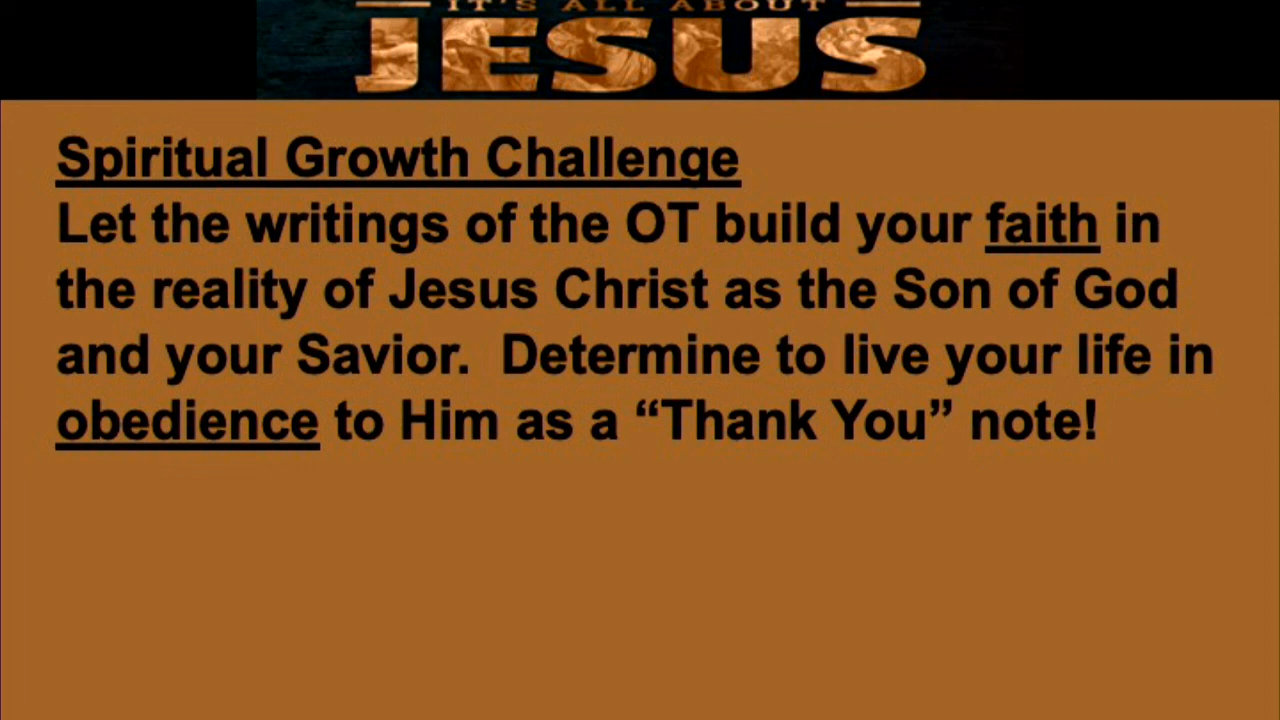 IT'S ALL ABOUT
JESUS
Spiritual Growth Challenge
Let the writings of the OT build your faith in
the reality of Jesus Christ as the Son of God
and your Savior.  Determine to live your life in
obedience to Him as a “Thank You” note!